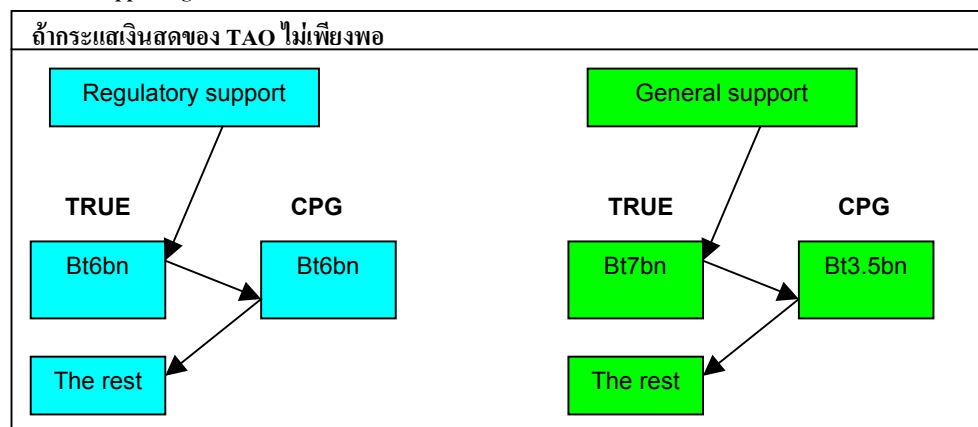 ถ้ากระแสเงินสดของ TAO ไม่เพียงพอ
Regulatory support
General support
TRUE
CPG
TRUE
CPG
Bt6bn
Bt6bn
Bt7bn
Bt3.5bn
The rest
The rest